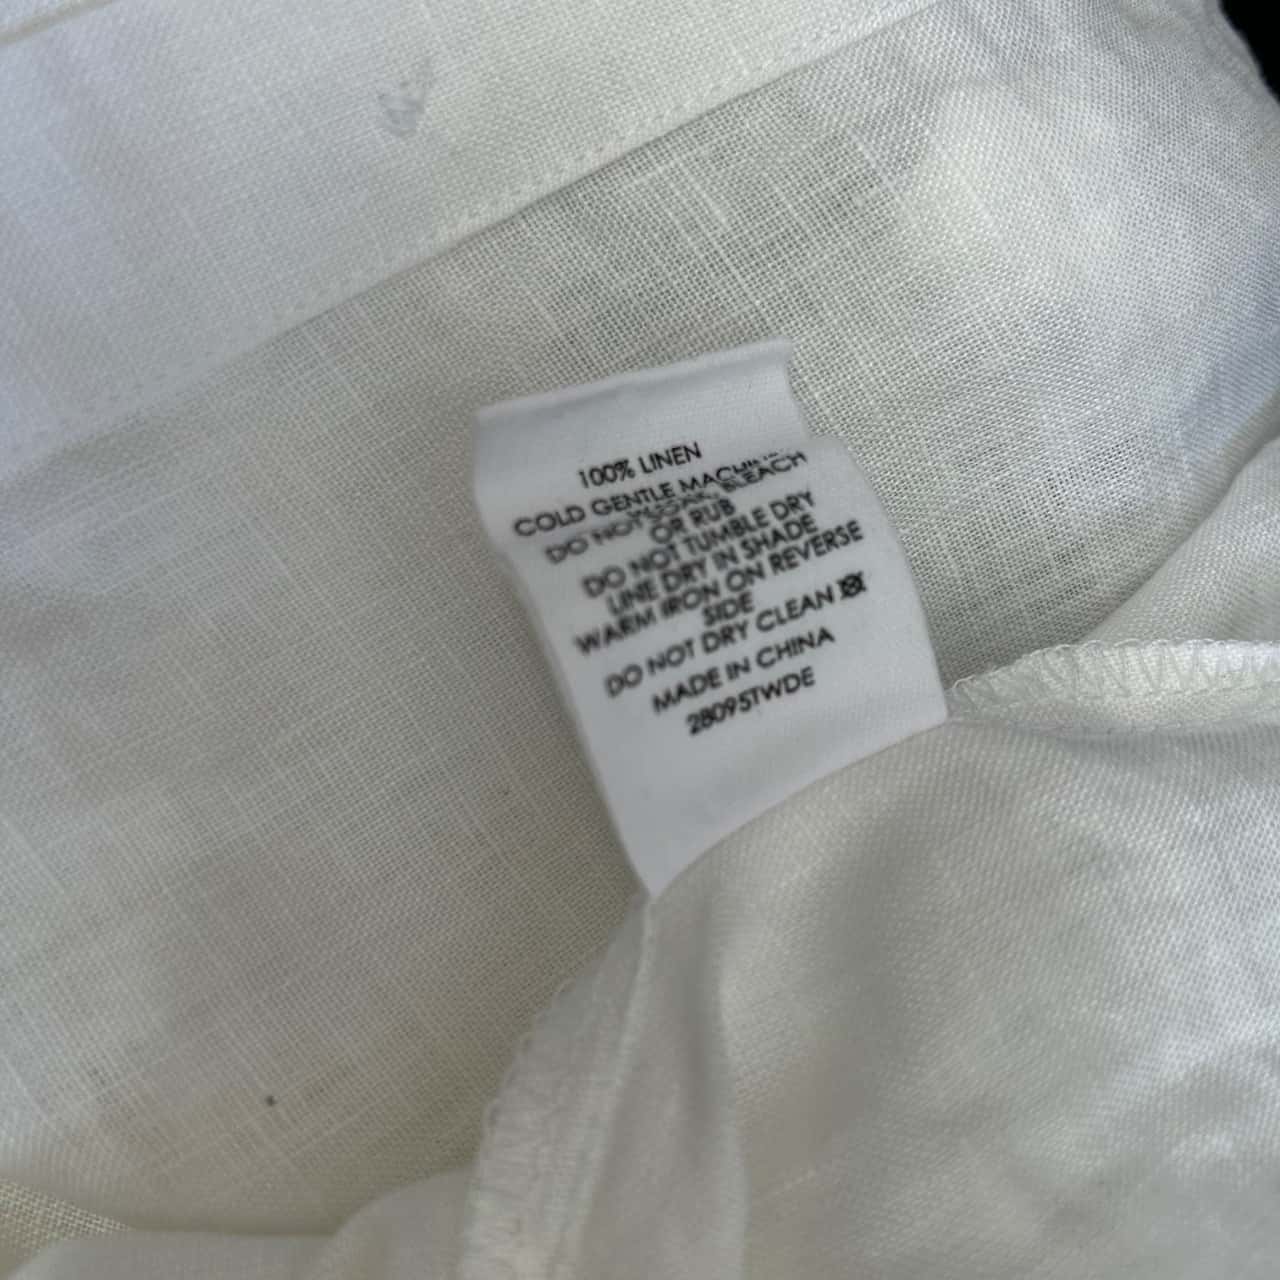 100% LINEN
COLD GENTLE MACHINE
DO NOT SOAK, BLEACH
OR RUB
DO NOT TUMBLE DRY
LINE DRY IN SHADE
WARM IRON ON REVERSE
SIDE
DO NOT DRY CLEAN
MADE IN CHINA
28095TWDE